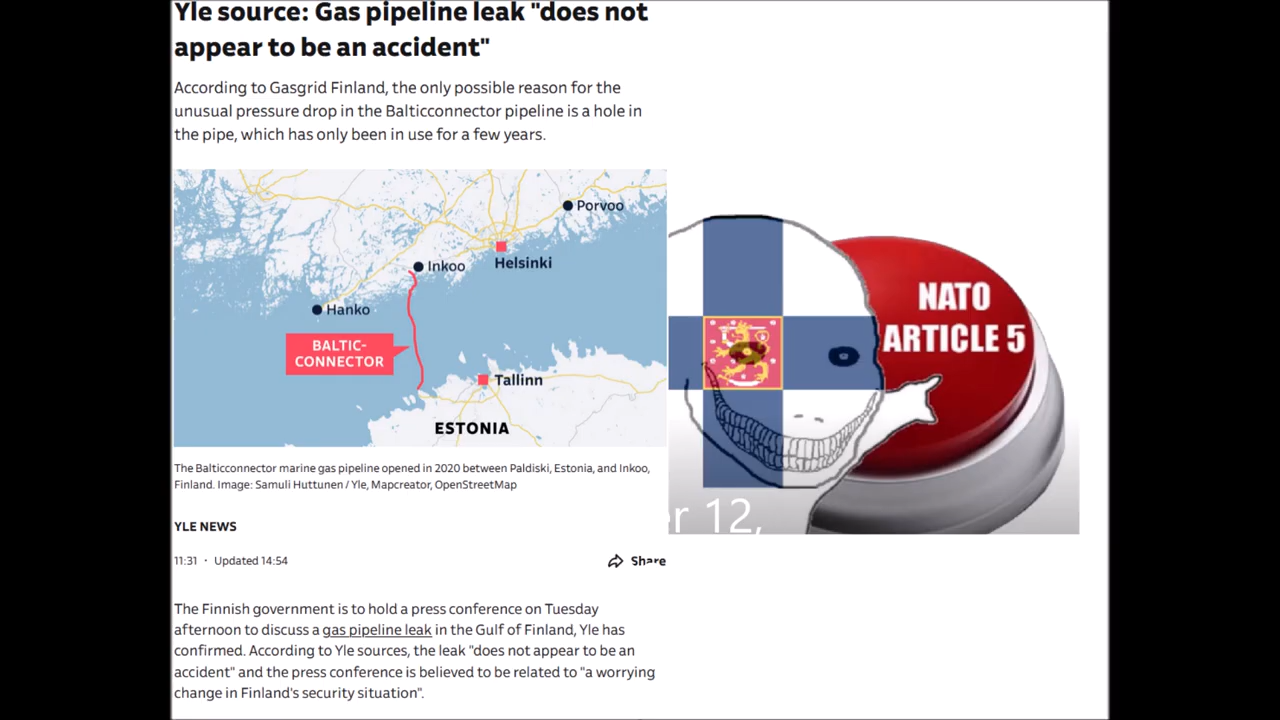 Yle source: Gas pipeline leak "does not
appear to be an accident"
According to Gasgrid Finland, the only possible reason for the
unusual pressure drop in the Balticconnector pipeline is a hole in
the pipe, which has only been in use for a few years.
Porvoo
Inkoo
Helsinki
Hanko
BALTIC-
CONNECTOR
Tallinn
ESTONIA
The Balticconnector marine gas pipeline opened in 2020 between Paldiski, Estonia, and Inkoo,
Finland. Image: Samuli Huttunen / Yle, Mapcreator, OpenStreetMap
YLE NEWS
11:31 · Updated 14:54
Share
The Finnish government is to hold a press conference on Tuesday
afternoon to discuss a gas pipeline leak in the Gulf of Finland, Yle has
confirmed. According to Yle sources, the leak "does not appear to be an
accident" and the press conference is believed to be related to "a worrying
change in Finland's security situation".
NATO
ARTICLE 5
r 12,